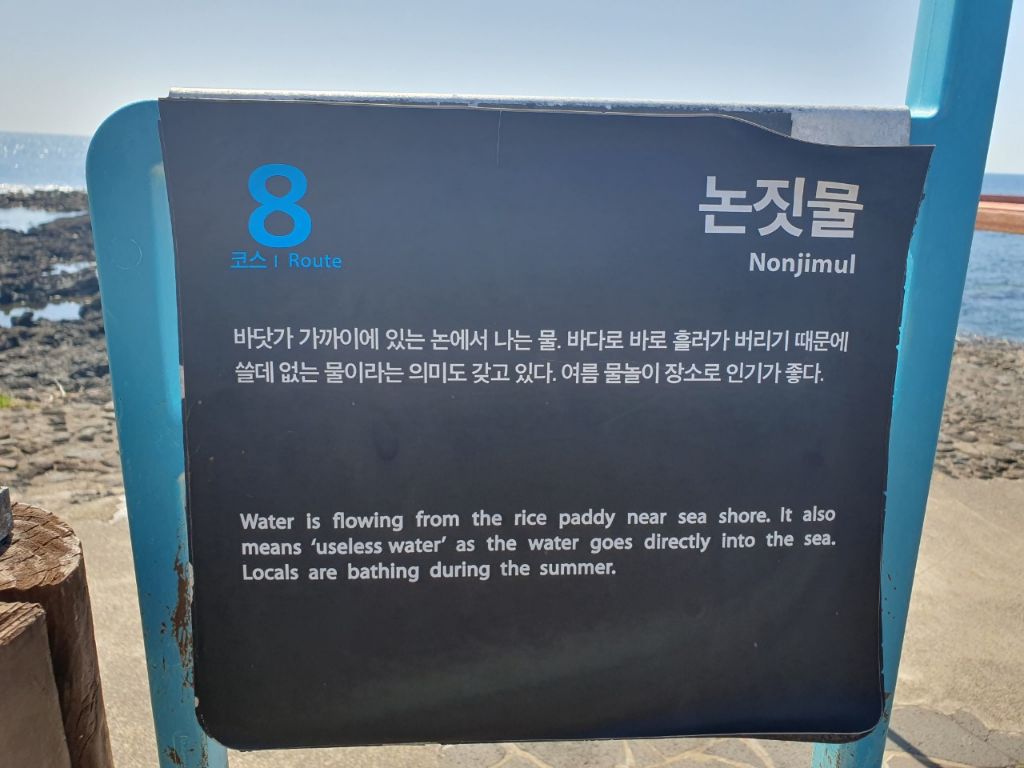 8
코스 | Route
논짓물
Nonjimul
바닷가 가까이에 있는 논에서 나는 물. 바다로 바로 흘러가 버리기 때문에
쓸데 없는 물이라는 의미도 갖고 있다. 여름 물놀이 장소로 인기가 좋다.
Water is flowing from the rice paddy near sea shore. It also
means ‘useless water’ as the water goes directly into the sea.
Locals are bathing during the summer.